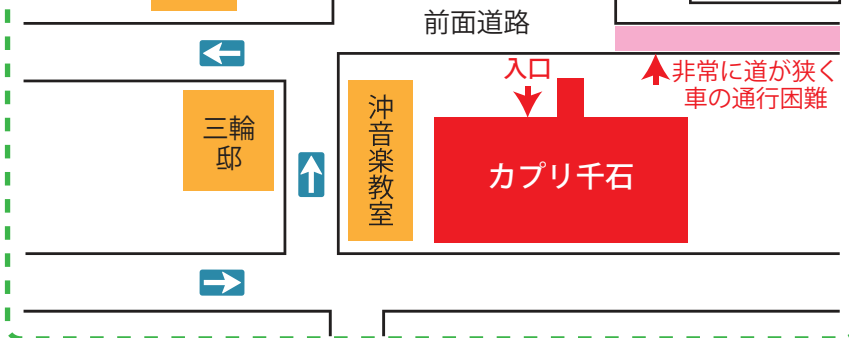 前面道路
入口
非常に道が狭く
車の通行困難
三輪
邸
沖音楽教室
カプリ千石